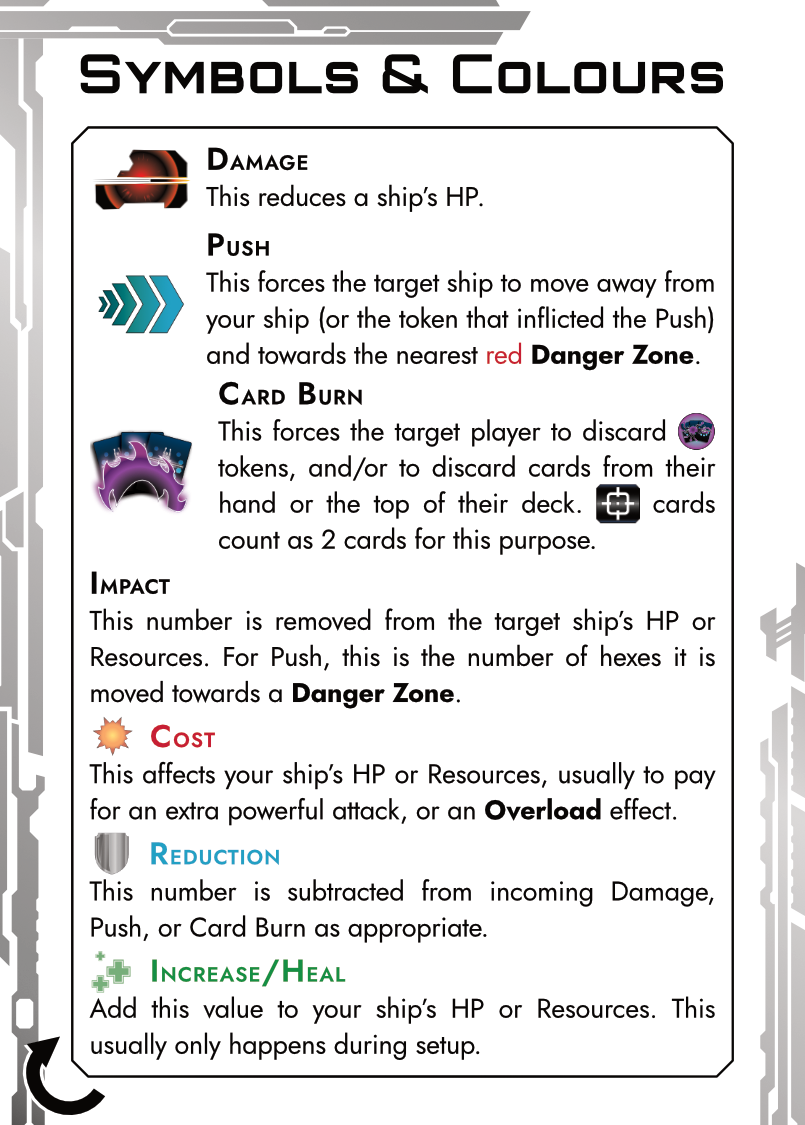 SYMBOLS & COLOURS
DAMAGE
This reduces a ship's HP.
PUSH
This forces the target ship to move away from
your ship (or the token that inflicted the Push)
and towards the nearest red Danger Zone.
CARD BURN
This forces the target player to discard
tokens, and/or to discard cards from their
hand or the top of their deck. cards
count as 2 cards for this purpose.
IMPACT
This number is removed from the target ship's HP or
Resources. For Push, this is the number of hexes it is
moved towards a Danger Zone.
COST
This affects your ship's HP or Resources, usually to pay
for an extra powerful attack, or an Overload effect.
REDUCTION
This number is subtracted from incoming Damage,
Push, or Card Burn as appropriate.
INCREASE/HEAL
Add this value to your ship's HP or Resources. This
usually only happens during setup.